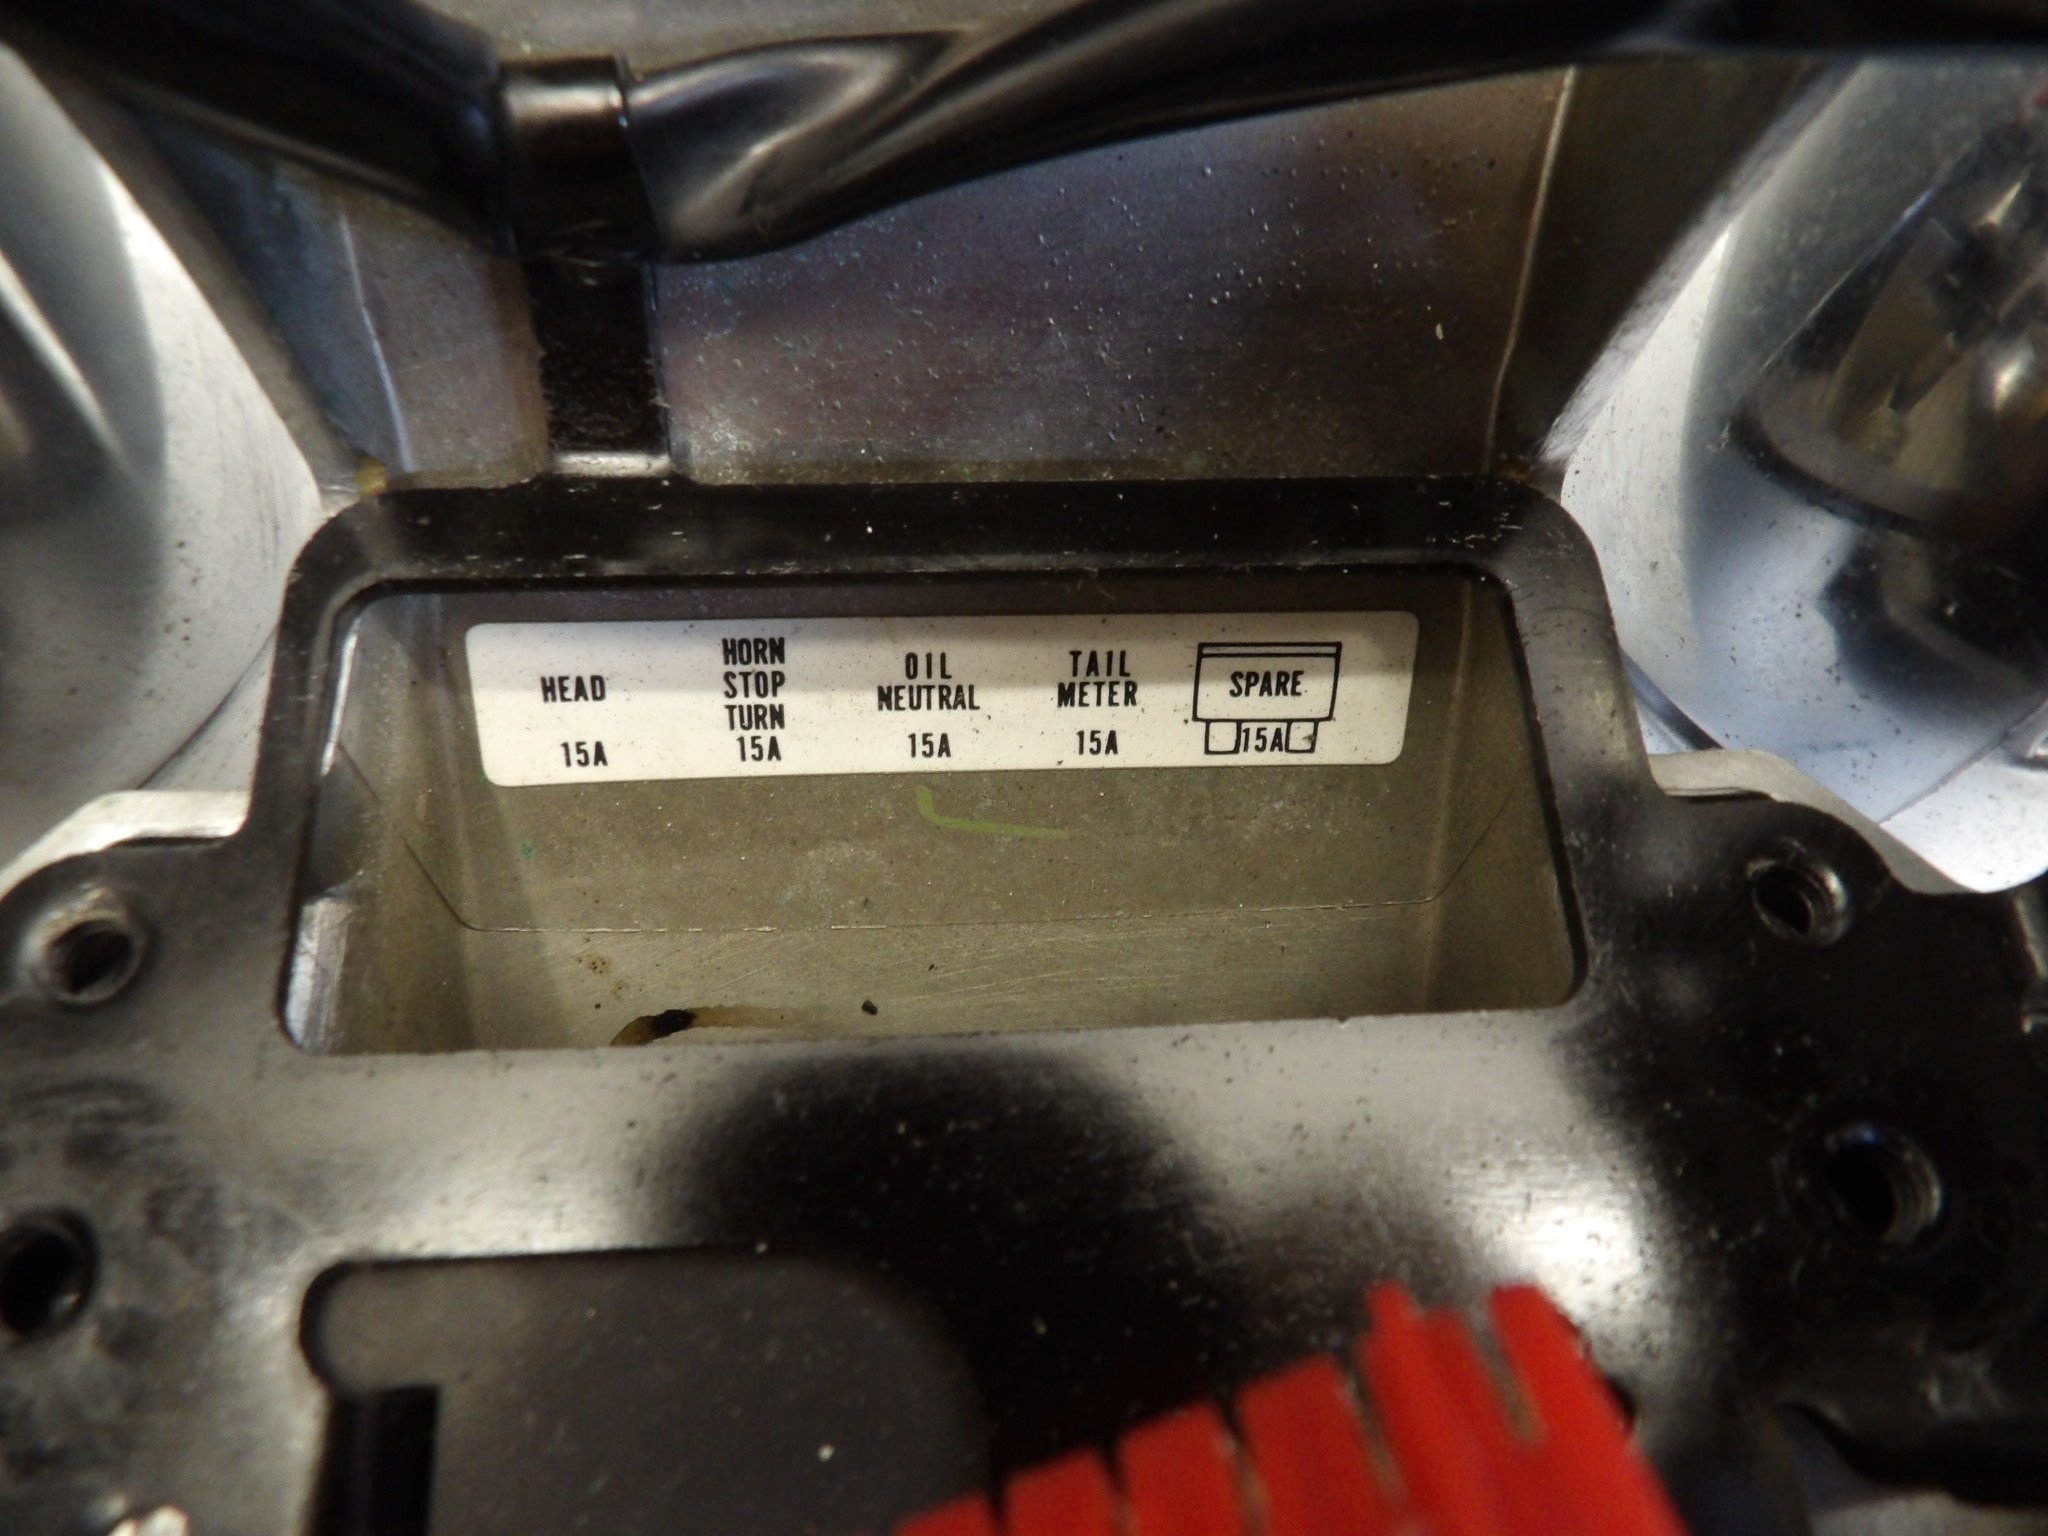 HEAD
15A
HORN
STOP
TURN
15A
OIL
NEUTRAL
15A
TAIL
METER
15A
SPARE
15A